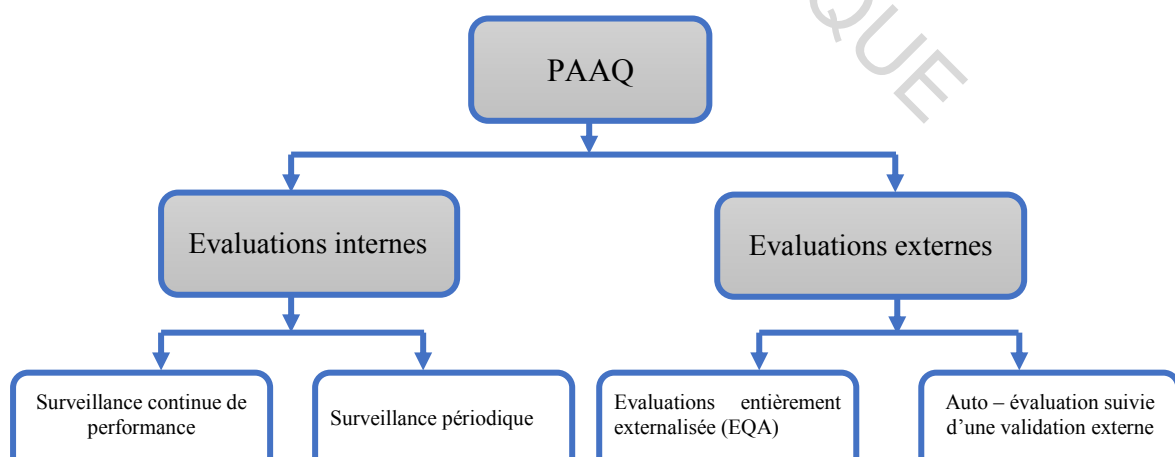 QUE
PAAQ
Evaluations internes
Evaluations externes
Surveillance continue de
performance
Surveillance périodique
Evaluations entièrement
externalisée (EQA)
Auto – évaluation suivie
d'une validation externe